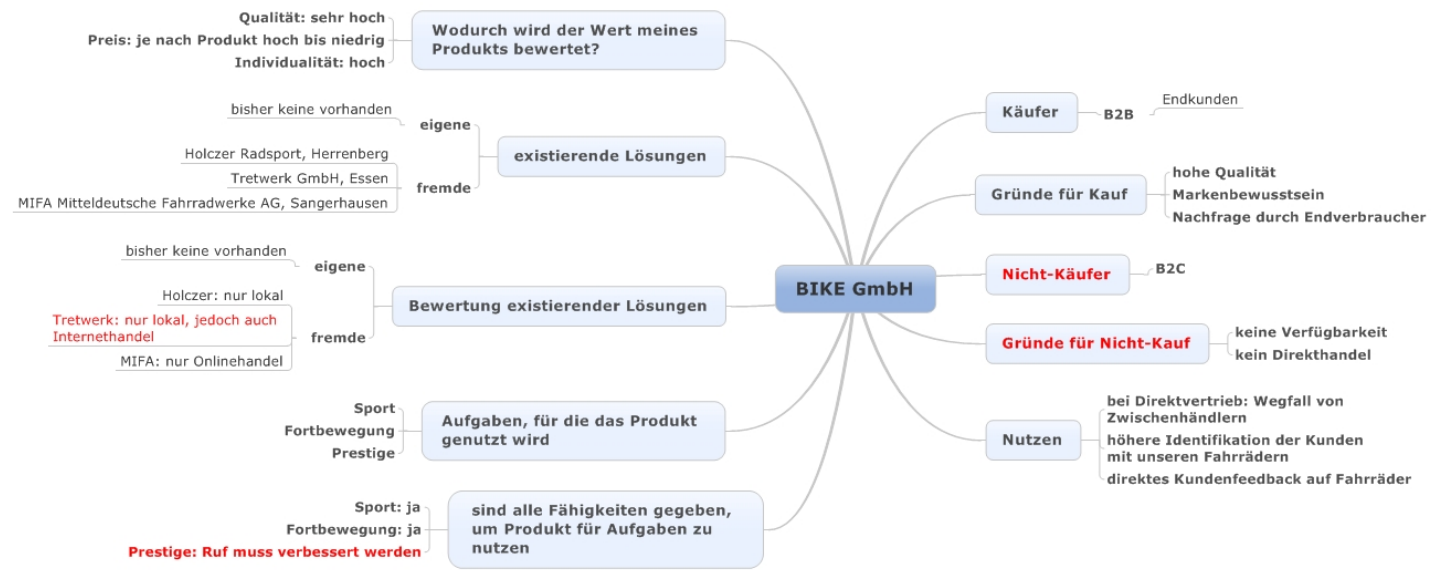 BIKE GmbH
Wodurch wird der Wert meines
Produkts bewertet?
Qualität: sehr hoch
Preis: je nach Produkt hoch bis niedrig
Individualität: hoch
existierende Lösungen
eigene
bisher keine vorhanden
fremde
Holczer Radsport, Herrenberg
Tretwerk GmbH, Essen
MIFA Mitteldeutsche Fahrradwerke AG, Sangerhausen
Bewertung existierender Lösungen
eigene
bisher keine vorhanden
fremde
Holczer: nur lokal
Tretwerk: nur lokal, jedoch auch
Internethandel
MIFA: nur Onlinehandel
Aufgaben, für die das Produkt
genutzt wird
Sport
Fortbewegung
Prestige
sind alle Fähigkeiten gegeben,
um Produkt für Aufgaben zu
nutzen
Sport: ja
Fortbewegung: ja
Prestige: Ruf muss verbessert werden
Käufer
B2B
Endkunden
Gründe für Kauf
hohe Qualität
Markenbewusstsein
Nachfrage durch Endverbraucher
Nicht-Käufer
B2C
Gründe für Nicht-Kauf
keine Verfügbarkeit
kein Direkthandel
Nutzen
bei Direktvertrieb: Wegfall von
Zwischenhändlern
höhere Identifikation der Kunden
mit unseren Fahrrädern
direktes Kundenfeedback auf Fahrräder